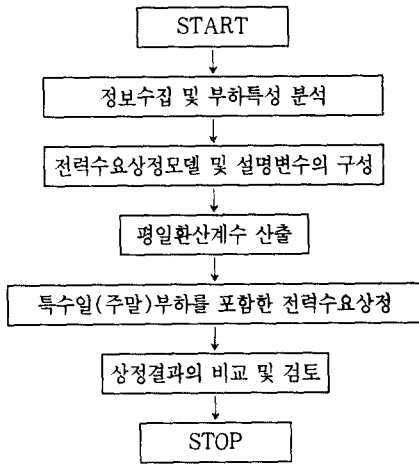 START
정보수집 및 부하특성 분석
전력수요상정모델 및 설명변수의 구성
평일환산계수 산출
특수일(주말)부하를 포함한 전력수요상정
상정결과의 비교 및 검토
STOP